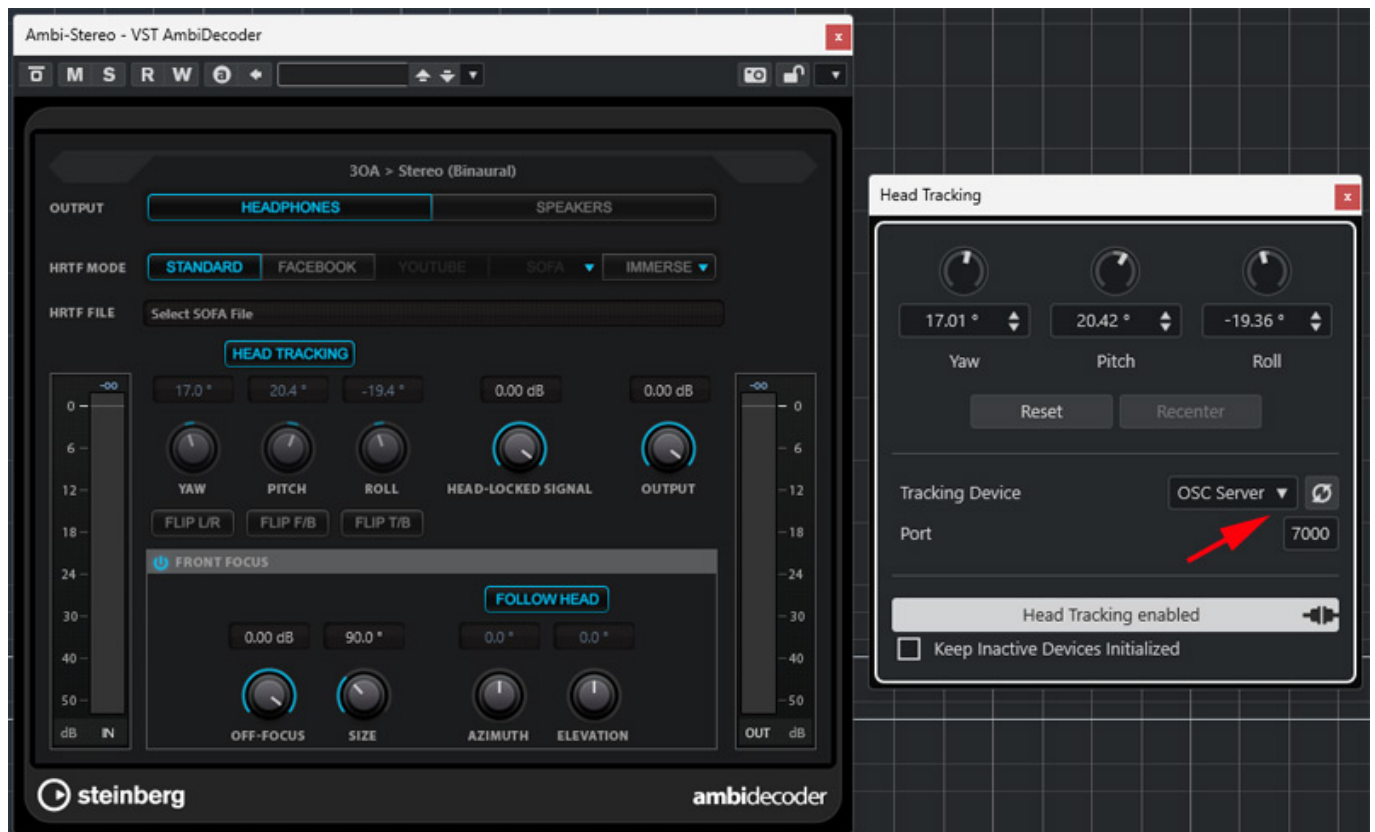 Ambi-Stereo - VST AmbiDecoder
x
M S R W a
3OA > Stereo (Binaural)
OUTPUT HEADPHONES SPEAKERS
HRTF MODE STANDARD FACEBOOK YOUTUBE SOFA IMMERSE
HRTF FILE Select SOFA File
HEAD TRACKING
-∞ 17.0 ° 20.4 ° -19.4 ° 0.00 dB 0.00 dB -∞
0 0
6 6
YAW PITCH ROLL HEAD-LOCKED SIGNAL OUTPUT
12 12
FLIP L/R FLIP F/B FLIP T/B
18 18
FRONT FOCUS
24 24
FOLLOW HEAD
30 30
0.00 dB 90.0 ° 0.0 ° 0.0 °
40 40
50 50
dB IN OFF-FOCUS SIZE AZIMUTH ELEVATION OUT dB
steinberg ambidecoder
Head Tracking
x
17.01 ° 20.42 ° -19.36 °
Yaw Pitch Roll
Reset Recenter
Tracking Device OSC Server
Port 7000
Head Tracking enabled
Keep Inactive Devices Initialized